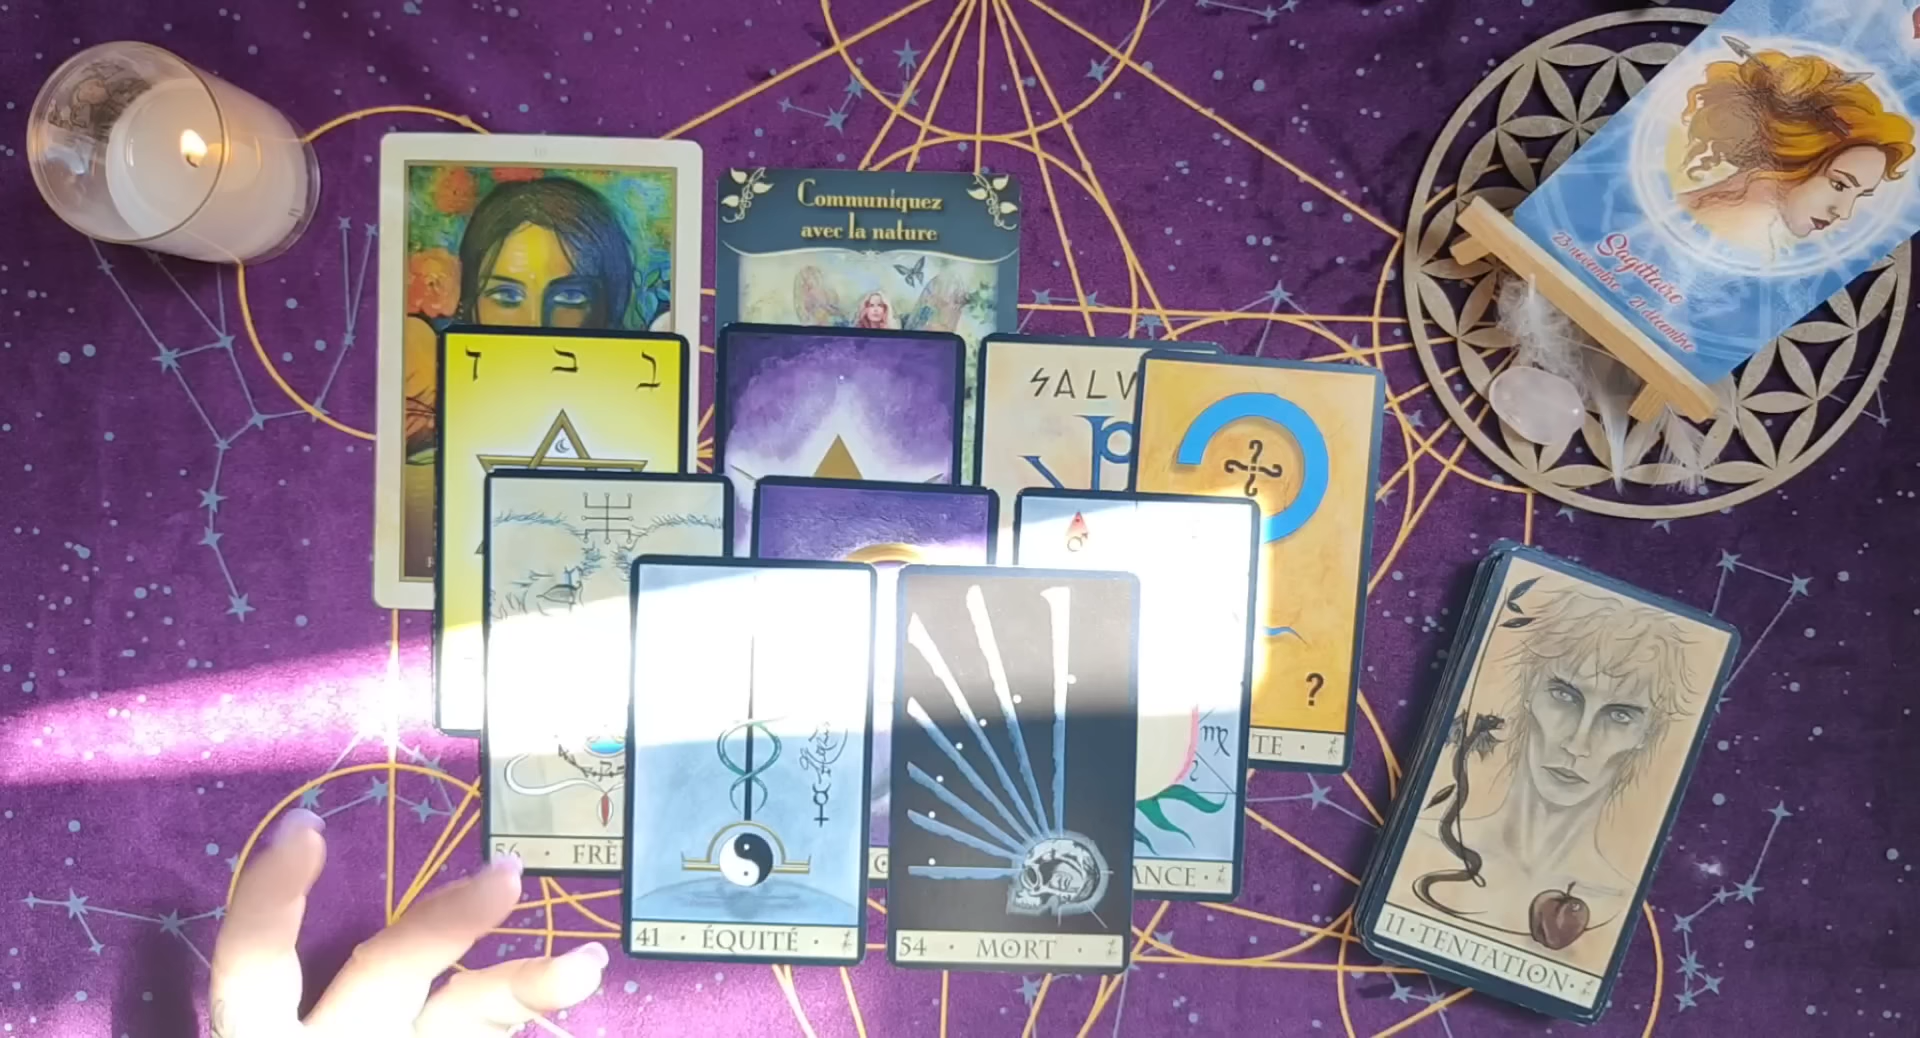 Communiquez
avec la nature
Sagittaire
23 novembre - 21 décembre
SALV
?
TE ·
56 · FRÈ
41 · ÉQUITÉ ·
54 · MORT ·
ANCE ·
11 · TENTATION ·